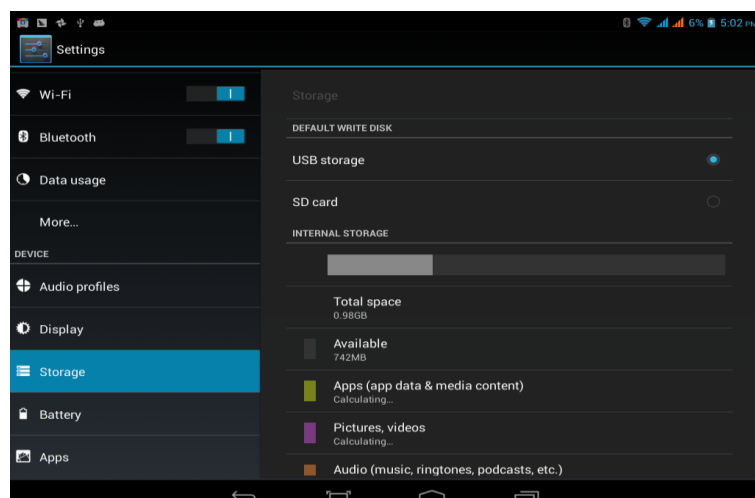 6% 5:02 PM
Settings
Wi-Fi
Bluetooth
Data usage
More...
DEVICE
Audio profiles
Display
Storage
Battery
Apps
Storage
DEFAULT WRITE DISK
USB storage
SD card
INTERNAL STORAGE
Total space
0.98GB
Available
742MB
Apps (app data & media content)
Calculating...
Pictures, videos
Calculating...
Audio (music, ringtones, podcasts, etc.)